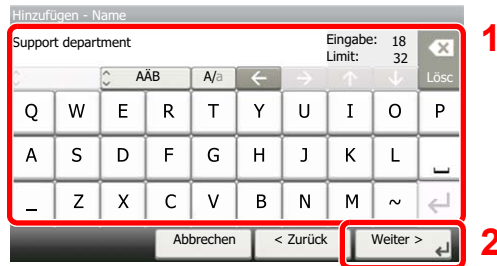 Hinzufügen - Name
Support department
Eingabe: 18
Limit: 32
AÄB A/a Lösc
Q W E R T Y U I O P
A S D F G H J K L
_ Z X C V B N M ~
Abbrechen < Zurück Weiter >
1
2